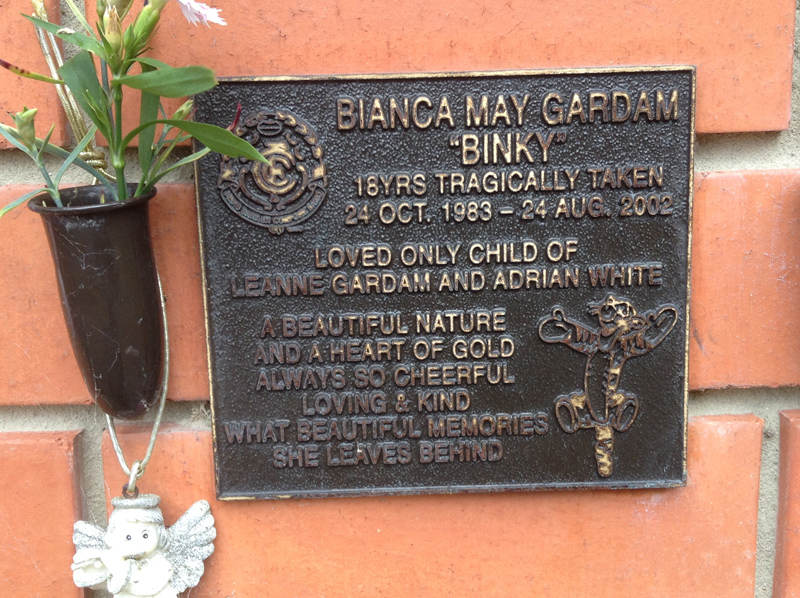 BIANCA MAY GARDAM
"BINKY"
18YRS TRAGICALLY TAKEN
24 OCT. 1983 – 24 AUG. 2002
LOVED ONLY CHILD OF
LEANNE GARDAM AND ADRIAN WHITE
A BEAUTIFUL NATURE
AND A HEART OF GOLD
ALWAYS SO CHEERFUL
LOVING & KIND
WHAT BEAUTIFUL MEMORIES
SHE LEAVES BEHIND